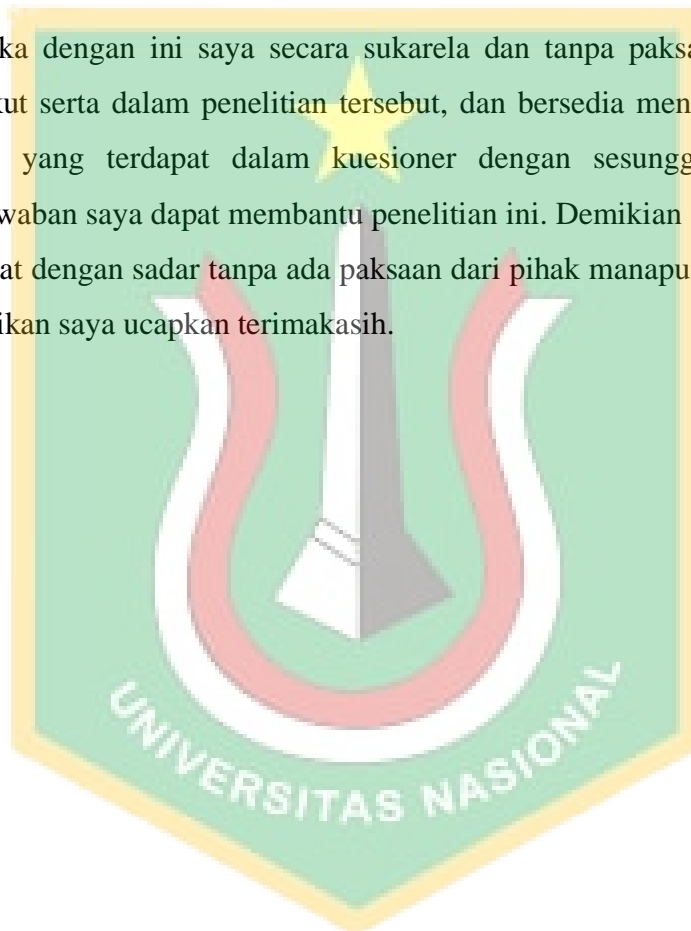 ka dengan ini saya secara sukarela dan tanpa paksa
kut serta dalam penelitian tersebut, dan bersedia men
yang terdapat dalam kuesioner dengan sesungg
waban saya dapat membantu penelitian ini. Demikian
at dengan sadar tanpa ada paksaan dari pihak manapu
ikan saya ucapkan terimakasih.
UNIVERSITAS NASIONAL